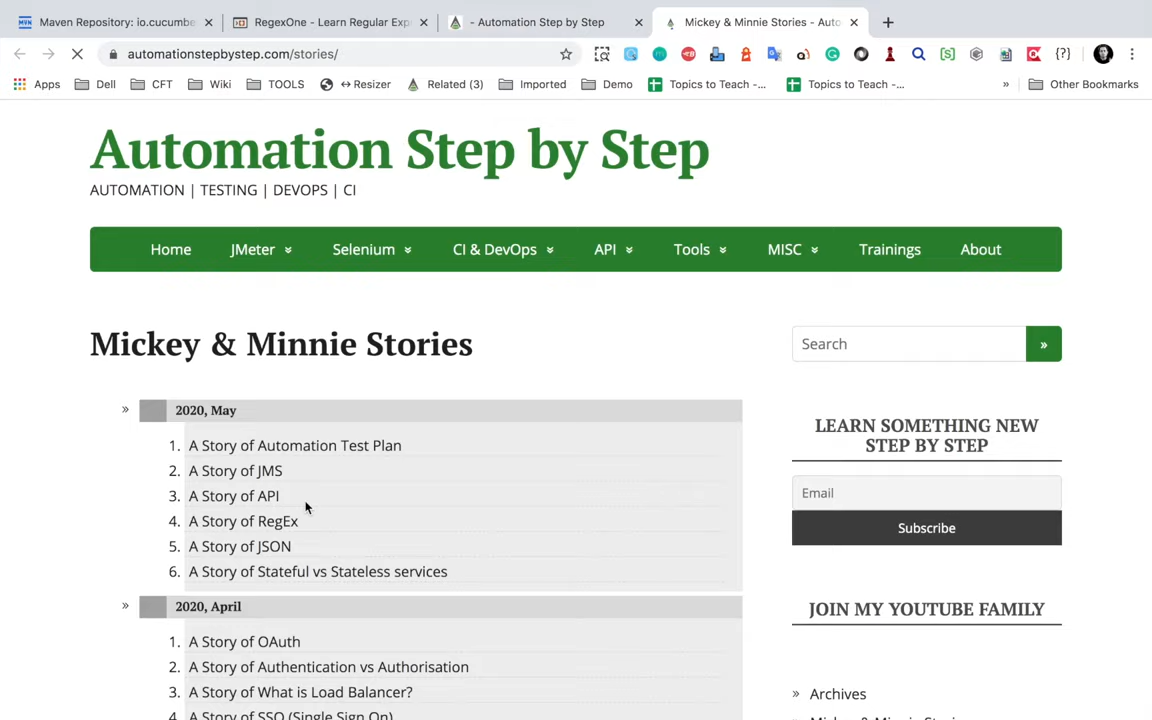 Maven Repository: io.cucumbe
RegexOne - Learn Regular Exp
- Automation Step by Step
Mickey & Minnie Stories - Auto
automationstepbystep.com/stories/
Apps
Dell
CFT
Wiki
TOOLS
↔Resizer
Related (3)
Imported
Demo
Topics to Teach -...
Topics to Teach -...
»
Other Bookmarks
Automation Step by Step
AUTOMATION | TESTING | DEVOPS | CI
Home
JMeter
Selenium
CI & DevOps
API
Tools
MISC
Trainings
About
Mickey & Minnie Stories
Search
»
» 2020, May
1. A Story of Automation Test Plan
2. A Story of JMS
3. A Story of API
4. A Story of RegEx
5. A Story of JSON
6. A Story of Stateful vs Stateless services
» 2020, April
1. A Story of OAuth
2. A Story of Authentication vs Authorisation
3. A Story of What is Load Balancer?
4. A Story of SSO (Single Sign On)
LEARN SOMETHING NEW
STEP BY STEP
Email
Subscribe
JOIN MY YOUTUBE FAMILY
» Archives
» Mickey & Minnie Stories